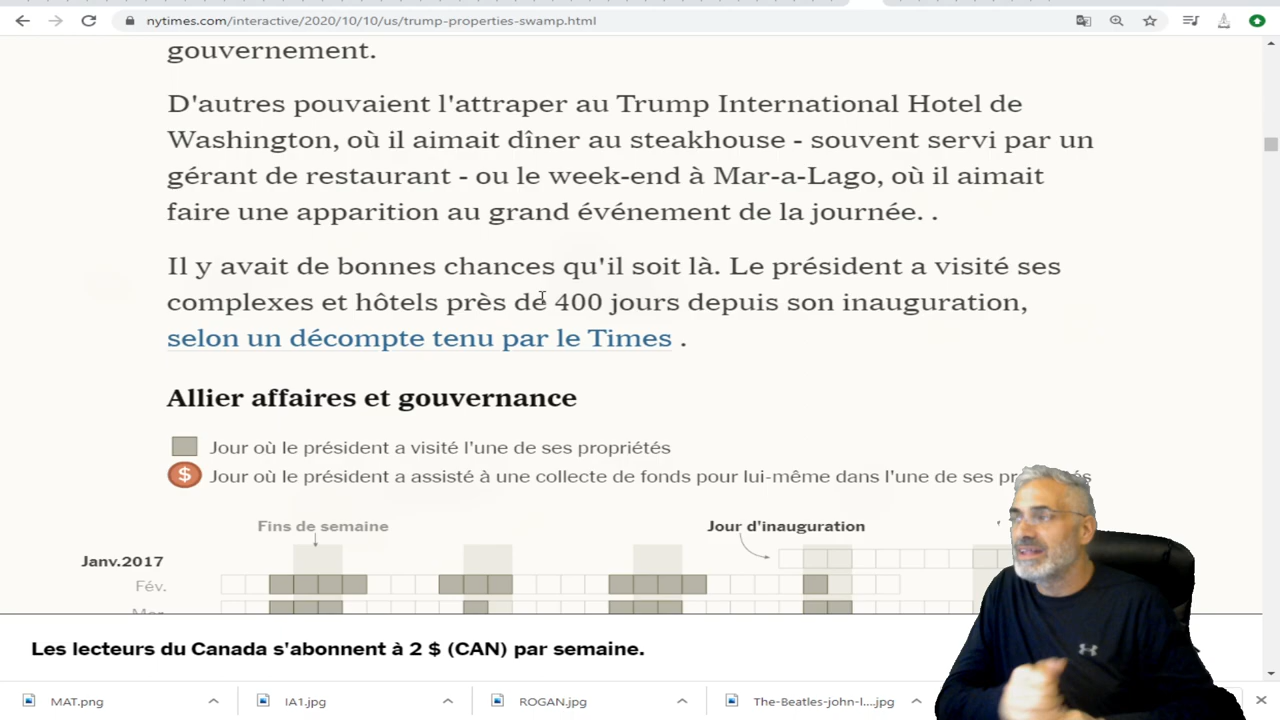 nytimes.com/interactive/2020/10/10/us/trump-properties-swamp.html
gouvernement.
D'autres pouvaient l'attraper au Trump International Hotel de
Washington, où il aimait dîner au steakhouse - souvent servi par un
gérant de restaurant - ou le week-end à Mar-a-Lago, où il aimait
faire une apparition au grand événement de la journée. .
Il y avait de bonnes chances qu'il soit là. Le président a visité ses
complexes et hôtels près de 400 jours depuis son inauguration,
selon un décompte tenu par le Times .
Allier affaires et gouvernance
Jour où le président a visité l'une de ses propriétés
$ Jour où le président a assisté à une collecte de fonds pour lui-même dans l'une de ses
Fins de semaine
Jour d'inauguration
Janv.2017
Fév.
Les lecteurs du Canada s'abonnent à 2 $ (CAN) par semaine.
MAT.png
IA1.jpg
ROGAN.jpg
The-Beatles-john-l....jpg